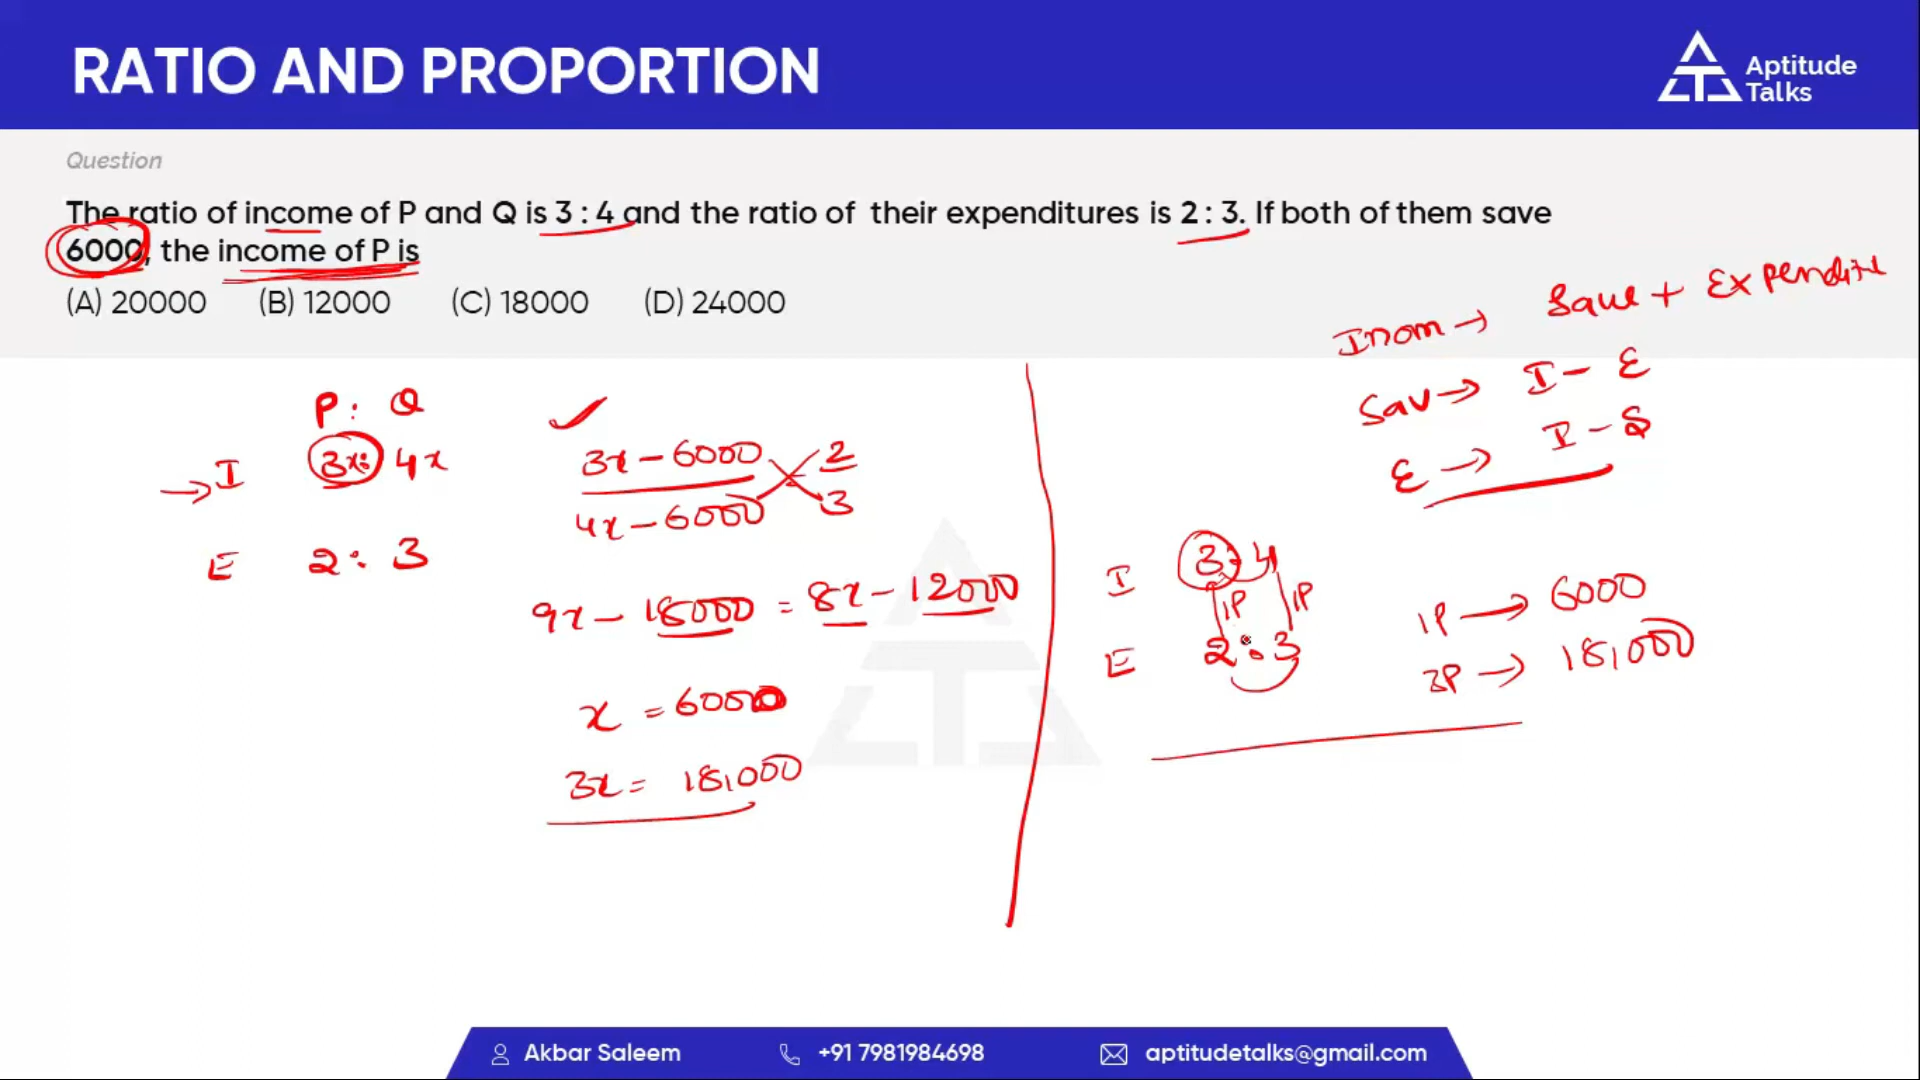 RATIO AND PROPORTION
Aptitude
Talks
Question
The ratio of income of P and Q is 3 : 4 and the ratio of their expenditures is 2 : 3. If both of them save
6000, the income of P is
(A) 20000 (B) 12000 (C) 18000 (D) 24000
Inom → Save + Expenditure
Sav → I - E
E → I - S
P : Q
→ I 3x : 4x
E 2 : 3
✓
3x - 6000 2
4x - 6000 3
9x - 18000 = 8x - 12000
x = 6000
3x = 18,000
I 3 : 4
1P 1P
E 2 : 3
1P → 6000
3P → 18,000
Akbar Saleem
+91 7981984698
aptitudetalks@gmail.com